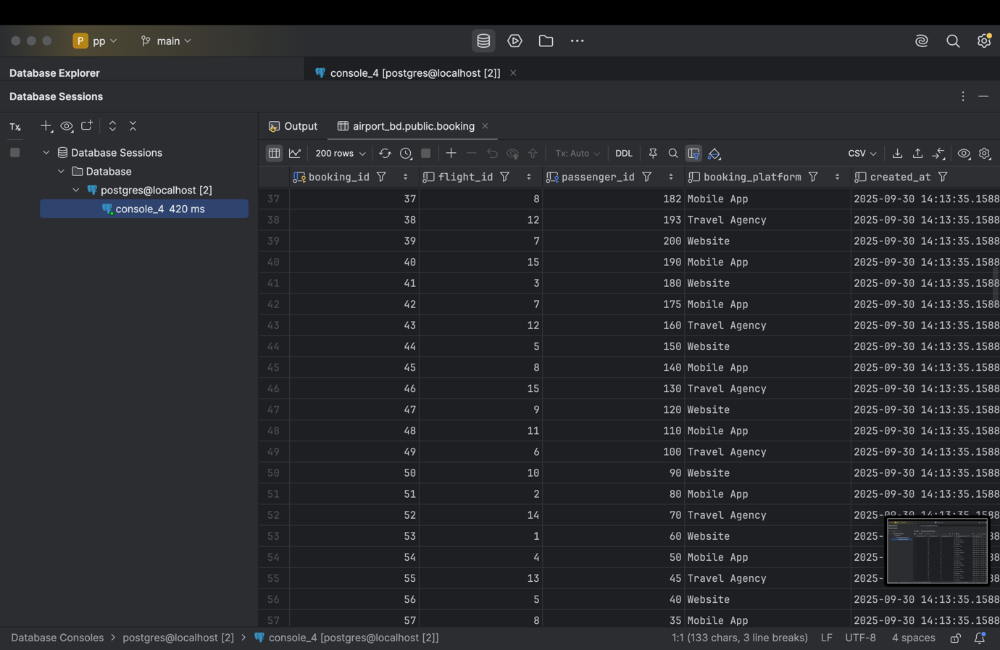 P pp main
Database Explorer
console_4 [postgres@localhost [2]]
Database Sessions
Tx
Output airport_bd.public.booking
200 rows Tx: Auto DDL CSV
Database Sessions
Database
postgres@localhost [2]
console_4 420 ms
booking_id flight_id passenger_id booking_platform created_at
37 37 8 182 Mobile App 2025-09-30 14:13:35.1588
38 38 12 193 Travel Agency 2025-09-30 14:13:35.1588
39 39 7 200 Website 2025-09-30 14:13:35.1588
40 40 15 190 Mobile App 2025-09-30 14:13:35.1588
41 41 3 180 Website 2025-09-30 14:13:35.1588
42 42 7 175 Mobile App 2025-09-30 14:13:35.1588
43 43 12 160 Travel Agency 2025-09-30 14:13:35.1588
44 44 5 150 Website 2025-09-30 14:13:35.1588
45 45 8 140 Mobile App 2025-09-30 14:13:35.1588
46 46 15 130 Travel Agency 2025-09-30 14:13:35.1588
47 47 9 120 Website 2025-09-30 14:13:35.1588
48 48 11 110 Mobile App 2025-09-30 14:13:35.1588
49 49 6 100 Travel Agency 2025-09-30 14:13:35.1588
50 50 10 90 Website 2025-09-30 14:13:35.1588
51 51 2 80 Mobile App 2025-09-30 14:13:35.1588
52 52 14 70 Travel Agency 2025-09-30 14:13:35.1588
53 53 1 60 Website 2025-
54 54 4 50 Mobile App 2025-
55 55 13 45 Travel Agency 2025-
56 56 5 40 Website 2025-09-30 14:13:35.1588
57 57 8 35 Mobile App 2025-09-30 14:13:35.1588
Database Consoles postgres@localhost [2] console_4 [postgres@localhost [2]] 1:1 (133 chars, 3 line breaks) LF UTF-8 4 spaces